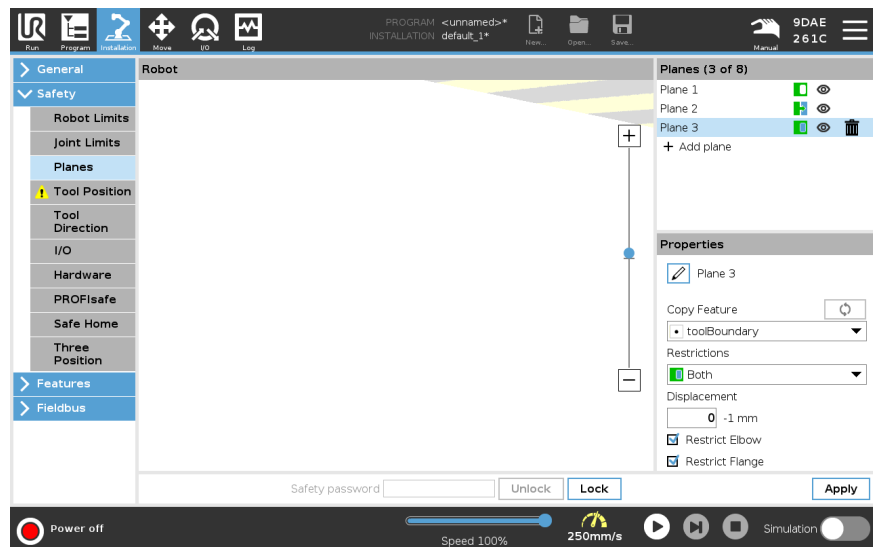 PROGRAM <unnamed>*
INSTALLATION default_1*
9DAE
261C
Run Program Installation Move I/O Log New... Open... Save... Manual
General
Safety
Robot Limits
Joint Limits
Planes
Tool Position
Tool
Direction
I/O
Hardware
PROFIsafe
Safe Home
Three
Position
Features
Fieldbus
Robot
Planes (3 of 8)
Plane 1
Plane 2
Plane 3
+ Add plane
Properties
Plane 3
Copy Feature
toolBoundary
Restrictions
Both
Displacement
0 -1 mm
Restrict Elbow
Restrict Flange
Safety password Unlock Lock Apply
Power off
Speed 100%
250mm/s
Simulation